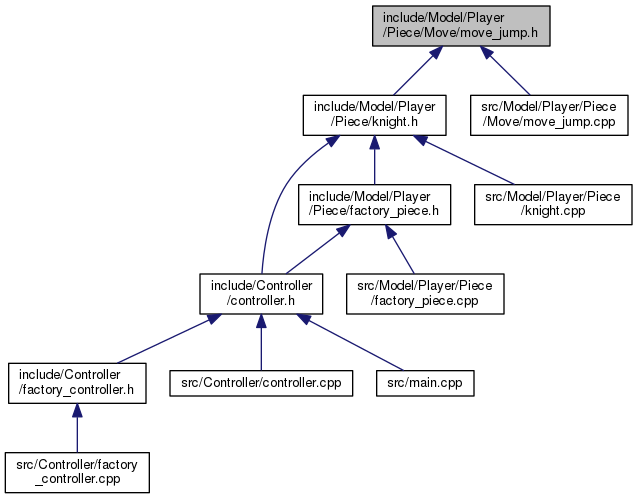 include/Model/Player
/Piece/Move/move_jump.h
include/Model/Player
/Piece/knight.h
src/Model/Player/Piece
/Move/move_jump.cpp
include/Model/Player
/Piece/factory_piece.h
src/Model/Player/Piece
/knight.cpp
include/Controller
/controller.h
src/Model/Player/Piece
/factory_piece.cpp
include/Controller
/factory_controller.h
src/Controller/controller.cpp
src/main.cpp
src/Controller/factory
_controller.cpp